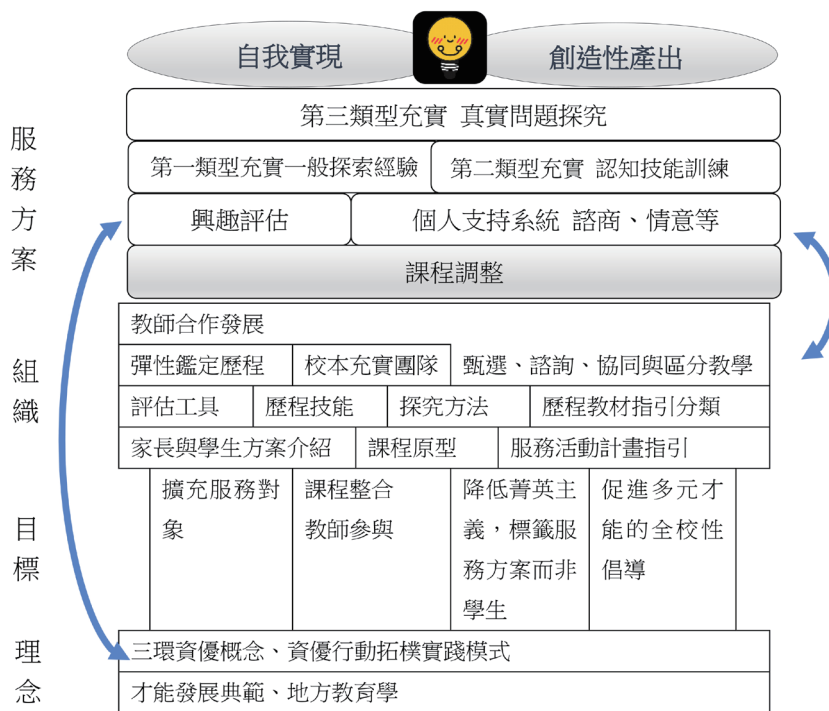 自我實現
創造性產出
服務方案
第三類型充實 真實問題探究
第一類型充實一般探索經驗
第二類型充實 認知技能訓練
興趣評估
個人支持系統 諮商、情意等
課程調整
組織
教師合作發展
彈性鑑定歷程
校本充實團隊
甄選、諮詢、協同與區分教學
評估工具
歷程技能
探究方法
歷程教材指引分類
家長與學生方案介紹
課程原型
服務活動計畫指引
目標
擴充服務對
象
課程整合
教師參與
降低菁英主
義，標籤服
務方案而非
學生
促進多元才
能的全校性
倡導
理念
三環資優概念、資優行動拓樸實踐模式
才能發展典範、地方教育學